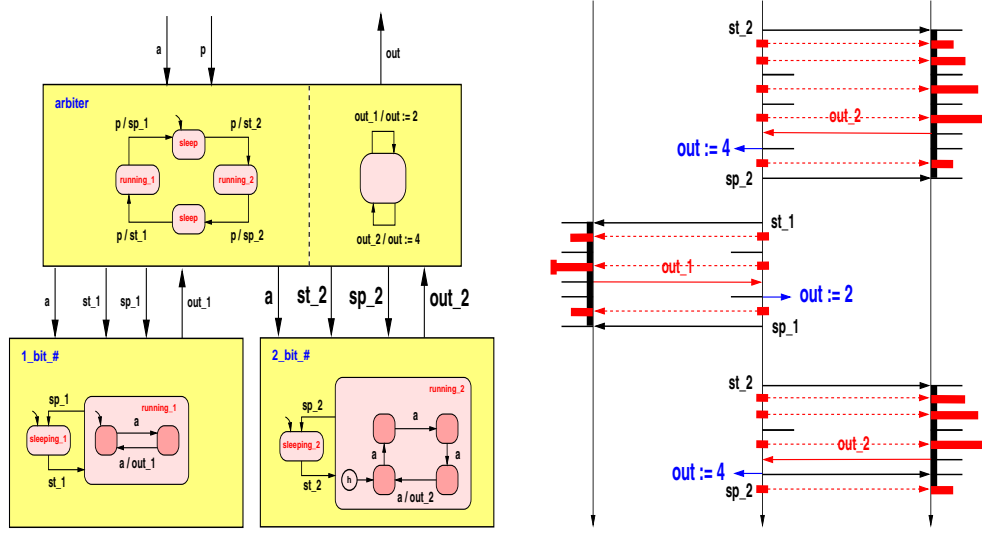 a
p
out
arbiter
p / sp_1
p / st_2
sleep
running_1
running_2
sleep
p / st_1
p / sp_2
out_1 / out := 2
out_2 / out := 4
a
st_1
sp_1
out_1
a
st_2
sp_2
out_2
1_bit_#
sp_1
running_1
sleeping_1
a
a / out_1
st_1
2_bit_#
running_2
sp_2
sleeping_2
st_2
h
a
a
a
a / out_2
st_2
out_2
out := 4
sp_2
st_1
out_1
out := 2
sp_1
st_2
out_2
out := 4
sp_2